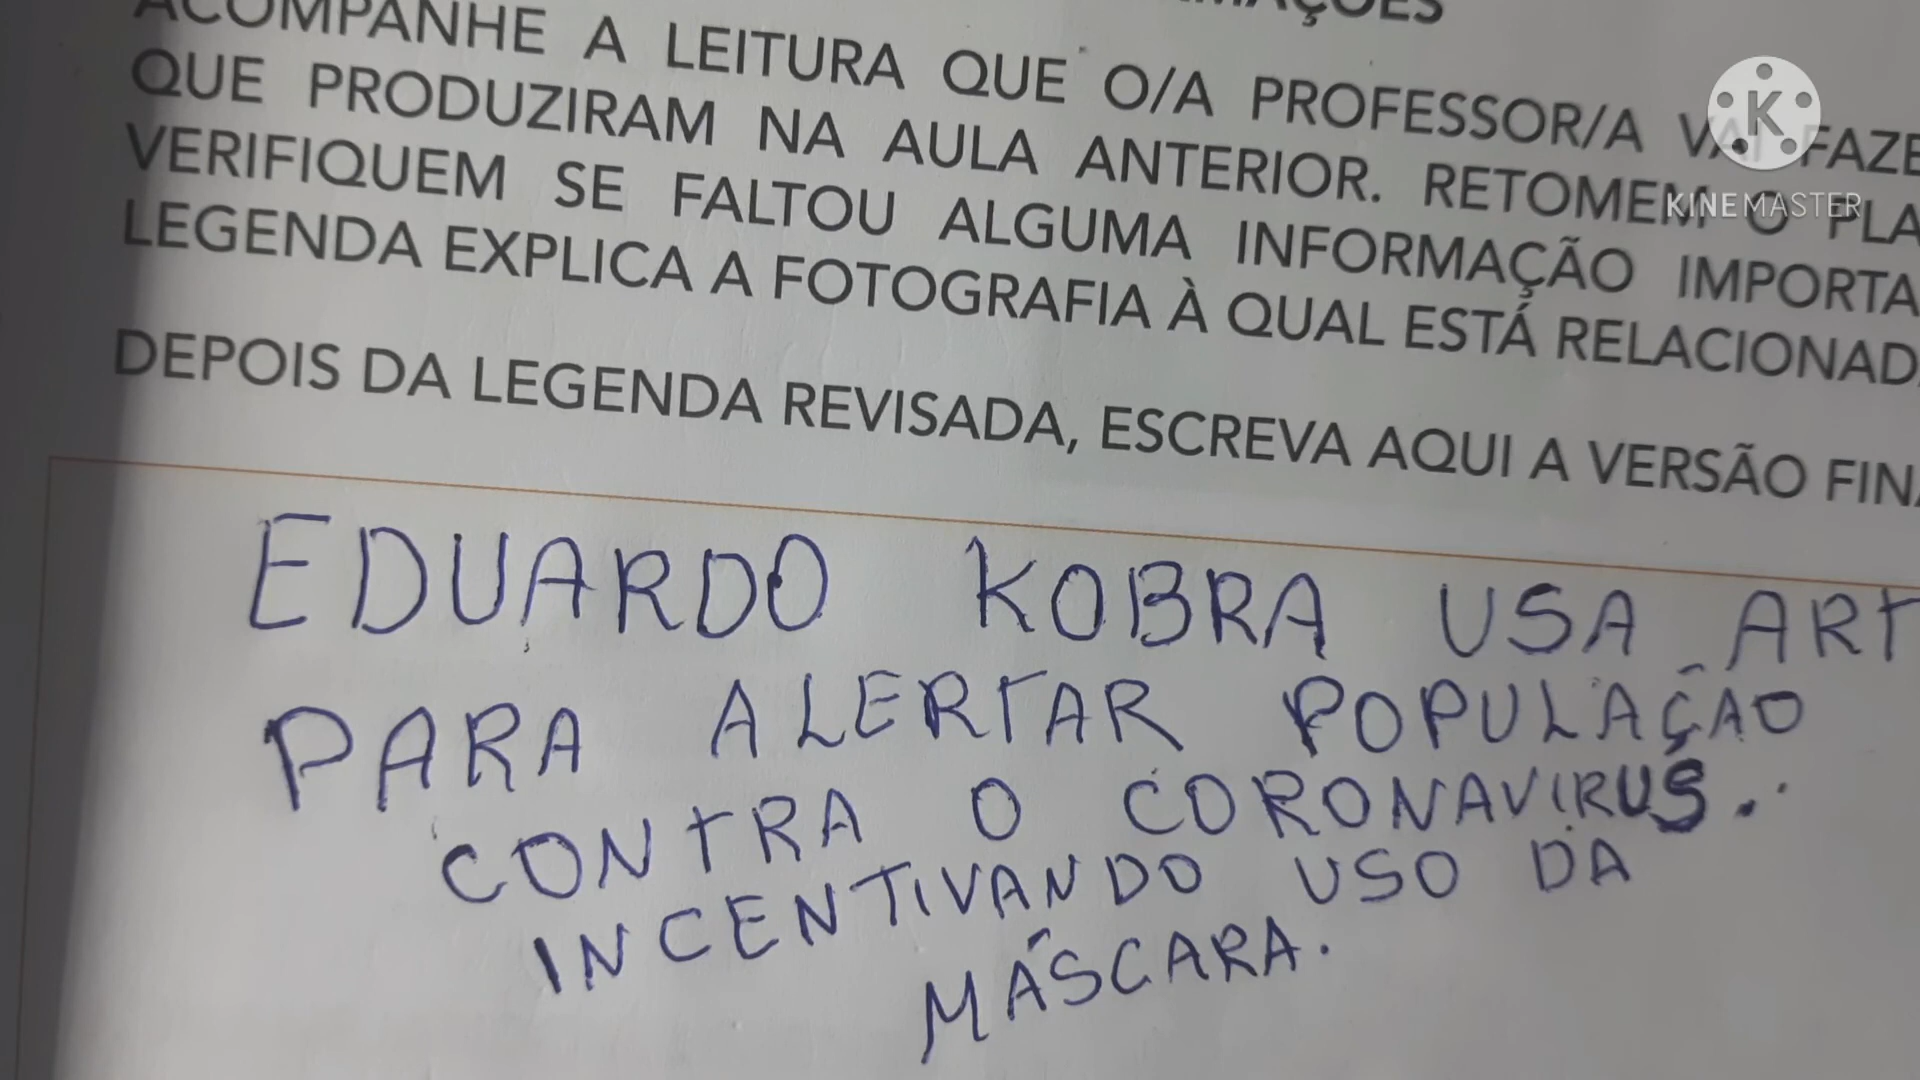 ACOMPANHE A LEITURA QUE O/A PROFESSOR/A VAI FAZE
QUE PRODUZIRAM NA AULA ANTERIOR. RETOMEM O PLA
VERIFIQUEM SE FALTOU ALGUMA INFORMAÇÃO IMPORTA
LEGENDA EXPLICA A FOTOGRAFIA À QUAL ESTÁ RELACIONADA
DEPOIS DA LEGENDA REVISADA, ESCREVA AQUI A VERSÃO FINA
EDUARDO KOBRA USA ART
PARA ALERTAR POPULAÇÃO
CONTRA O CORONAVIRUS.
INCENTIVANDO USO DA
MÁSCARA.
K
KINEMASTER